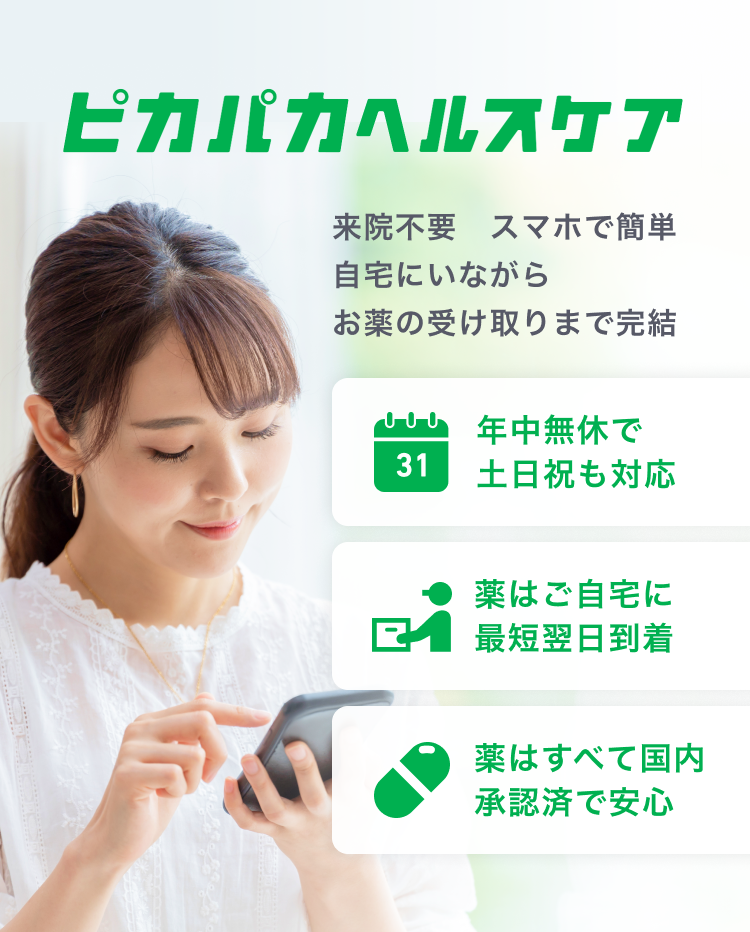 ピカパカヘルスケア
来院不要　スマホで簡単
自宅にいながら
お薬の受け取りまで完結
31
年中無休で
土日祝も対応
薬はご自宅に
最短翌日到着
薬はすべて国内
承認済で安心